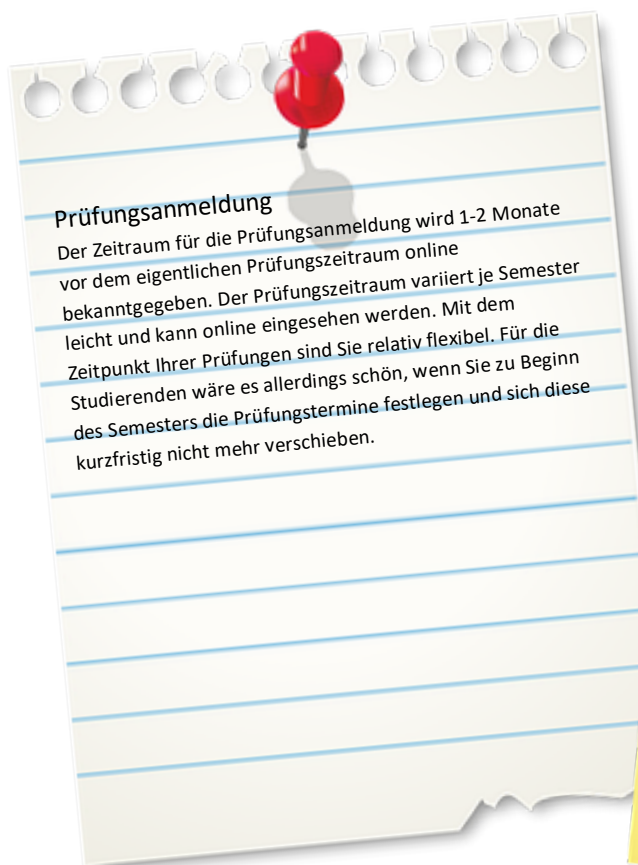 Prüfungsanmeldung
Der Zeitraum für die Prüfungsanmeldung wird 1-2 Monate
vor dem eigentlichen Prüfungszeitraum online
bekanntgegeben. Der Prüfungszeitraum variiert je Semester
leicht und kann online eingesehen werden. Mit dem
Zeitpunkt Ihrer Prüfungen sind Sie relativ flexibel. Für die
Studierenden wäre es allerdings schön, wenn Sie zu Beginn
des Semesters die Prüfungstermine festlegen und sich diese
kurzfristig nicht mehr verschieben.